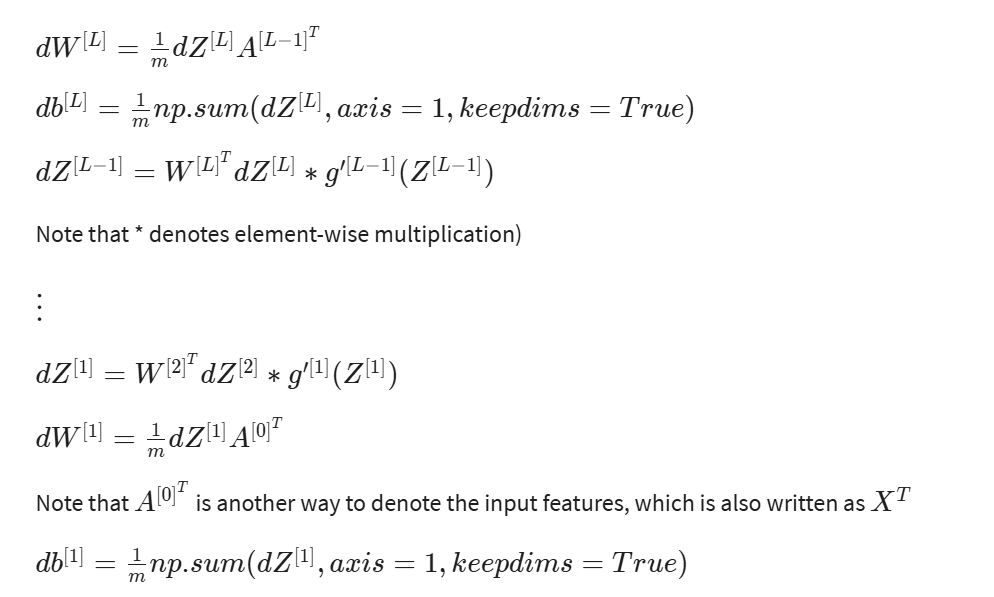 $dW^{[L]} = \frac{1}{m} dZ^{[L]} A^{[L-1]^T}$
$db^{[L]} = \frac{1}{m} np.sum(dZ^{[L]}, axis = 1, keepdims = True)$
$dZ^{[L-1]} = W^{[L]^T} dZ^{[L]} * g'^{[L-1]}(Z^{[L-1]})$
Note that * denotes element-wise multiplication)
⋮
$dZ^{[1]} = W^{[2]^T} dZ^{[2]} * g'^{[1]}(Z^{[1]})$
$dW^{[1]} = \frac{1}{m} dZ^{[1]} A^{[0]^T}$
Note that $A^{[0]^T}$ is another way to denote the input features, which is also written as $X^T$
$db^{[1]} = \frac{1}{m} np.sum(dZ^{[1]}, axis = 1, keepdims = True)$